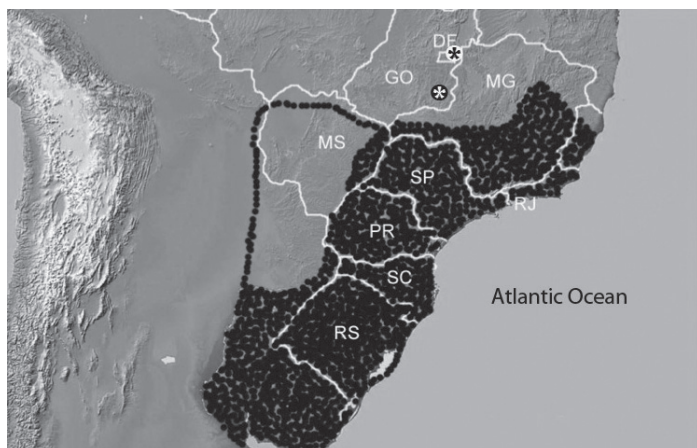 DF
GO
MG
MS
SP
RJ
PR
SC
Atlantic Ocean
RS